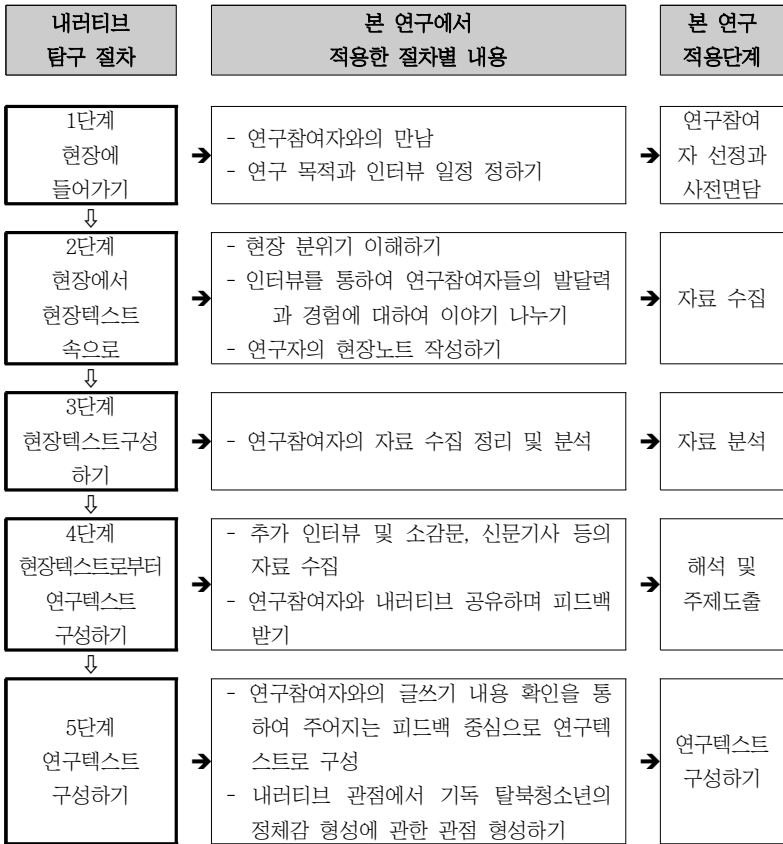 내러티브
탐구 절차
본 연구에서
적용한 절차별 내용
본 연구
적용단계
1단계
현장에
들어가기
➔
- 연구참여자와의 만남
- 연구 목적과 인터뷰 일정 정하기
➔
연구참여
자 선정과
사전면담
⇩
2단계
현장에서
현장텍스트
속으로
➔
- 현장 분위기 이해하기
- 인터뷰를 통하여 연구참여자들의 발달력
과 경험에 대하여 이야기 나누기
- 연구자의 현장노트 작성하기
➔
자료 수집
⇩
3단계
현장텍스트구성
하기
➔
- 연구참여자의 자료 수집 정리 및 분석
➔
자료 분석
⇩
4단계
현장텍스트로부터
연구텍스트
구성하기
➔
- 추가 인터뷰 및 소감문, 신문기사 등의
자료 수집
- 연구참여자와 내러티브 공유하며 피드백
받기
➔
해석 및
주제도출
⇩
5단계
연구텍스트
구성하기
➔
- 연구참여자와의 글쓰기 내용 확인을 통
하여 주어지는 피드백 중심으로 연구텍
스트로 구성
- 내러티브 관점에서 기독 탈북청소년의
정체감 형성에 관한 관점 형성하기
➔
연구텍스트
구성하기